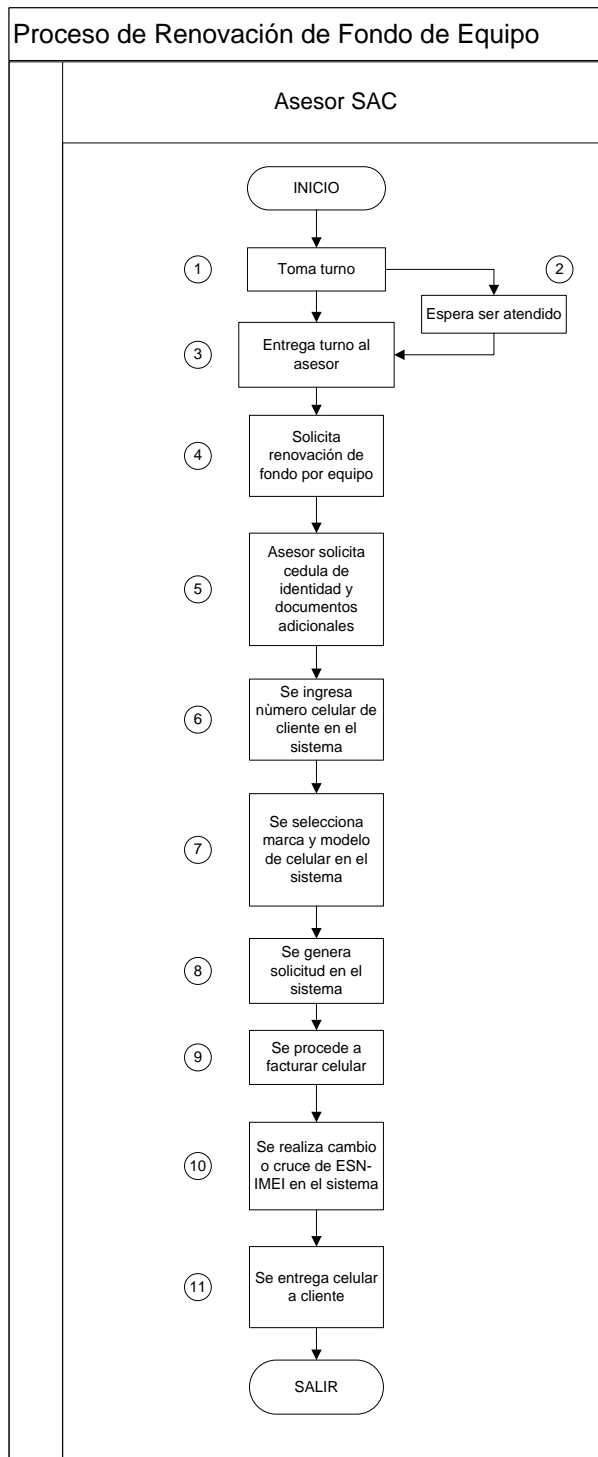 Proceso de Renovación de Fondo de Equipo
Asesor SAC
INICIO
1
Toma turno
2
Espera ser atendido
3
Entrega turno al
asesor
4
Solicita
renovación de
fondo por equipo
5
Asesor solicita
cedula de
identidad y
documentos
adicionales
6
Se ingresa
nùmero celular de
cliente en el
sistema
7
Se selecciona
marca y modelo
de celular en el
sistema
8
Se genera
solicitud en el
sistema
9
Se procede a
facturar celular
10
Se realiza cambio
o cruce de ESN-
IMEI en el sistema
11
Se entrega celular
a cliente
SALIR